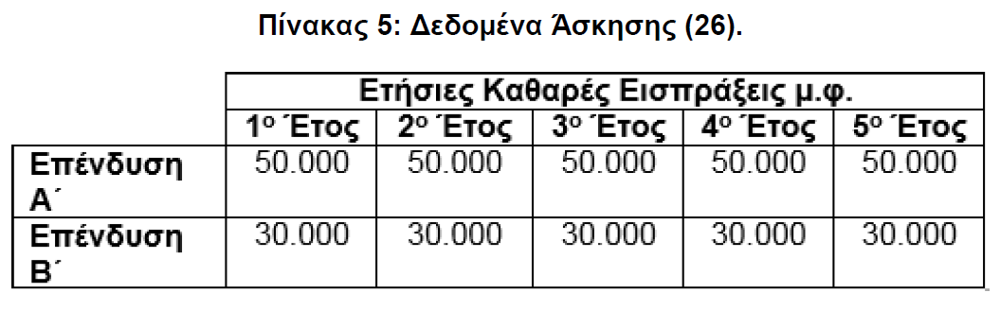 Πίνακας 5: Δεδομένα Άσκησης (26).
Ετήσιες Καθαρές Εισπράξεις μ.φ.
1ο Έτος 2ο Έτος 3ο Έτος 4ο Έτος 5ο Έτος
Επένδυση Α΄ 50.000 50.000 50.000 50.000 50.000
Επένδυση Β΄ 30.000 30.000 30.000 30.000 30.000